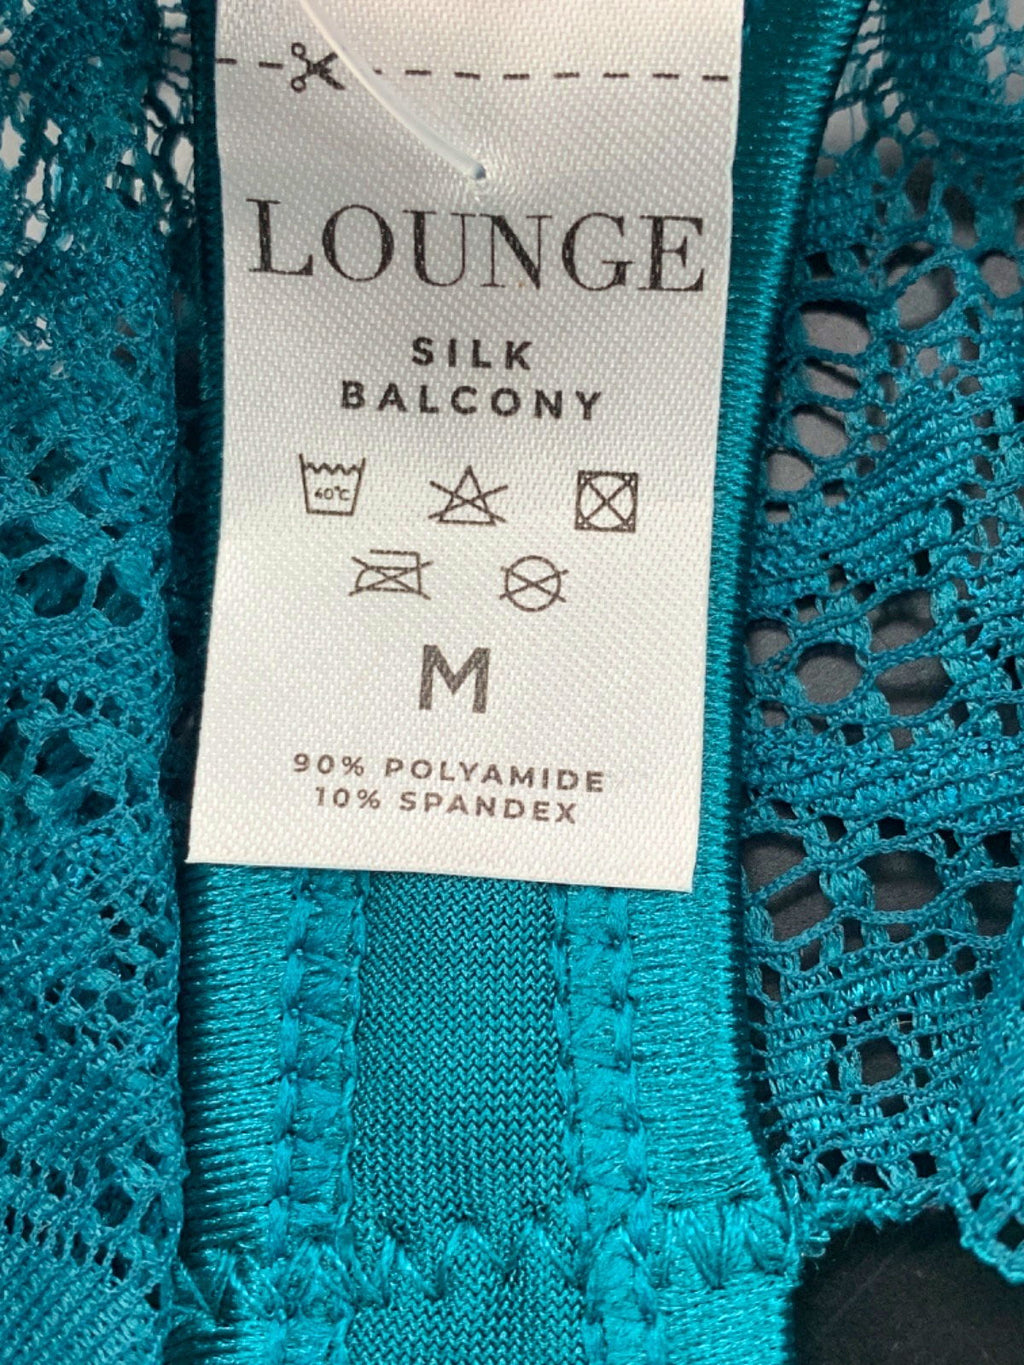 LOUNGE
SILK
BALCONY
40°C
M
90% POLYAMIDE
10% SPANDEX